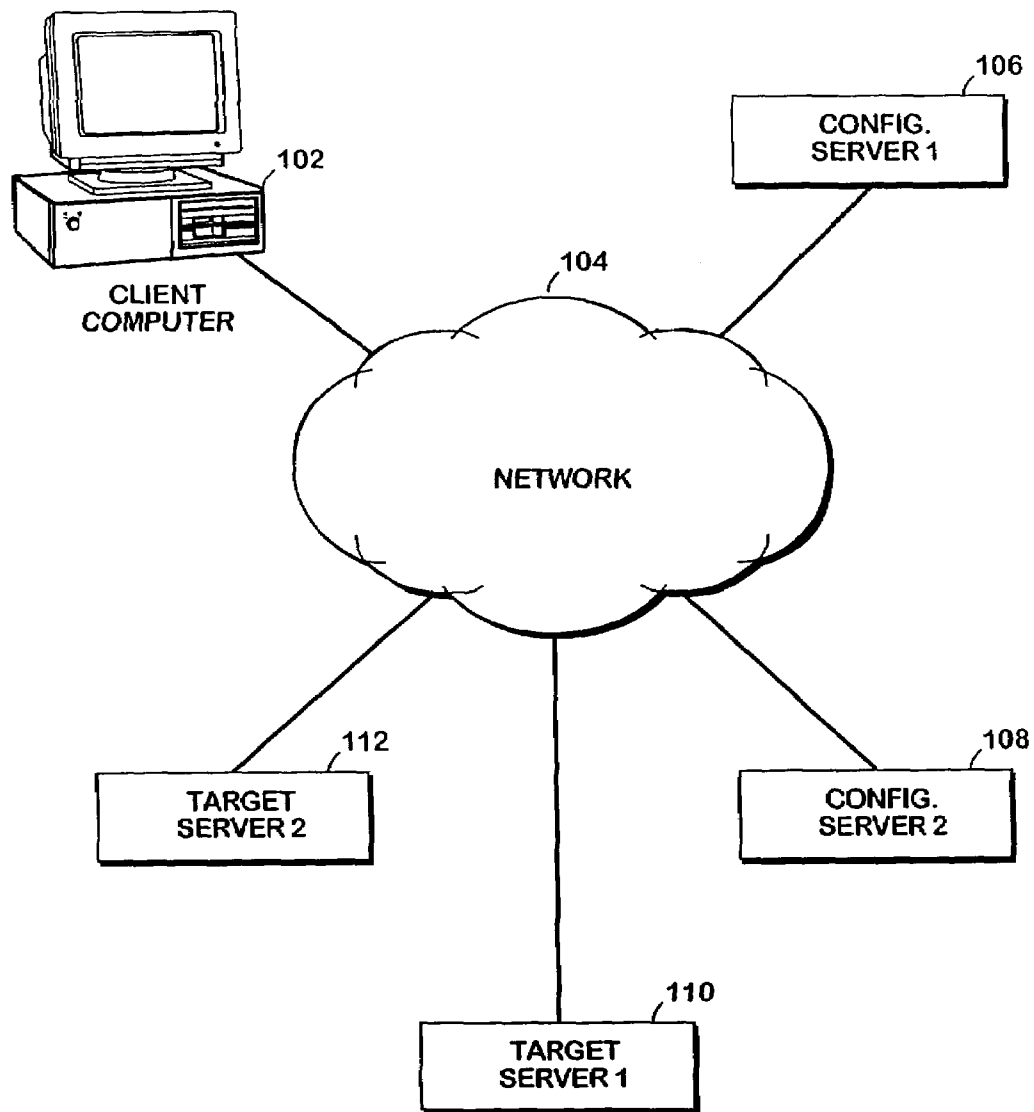 106
CONFIG.
SERVER 1
102
CLIENT
COMPUTER
104
NETWORK
112
TARGET
SERVER 2
108
CONFIG.
SERVER 2
110
TARGET
SERVER 1